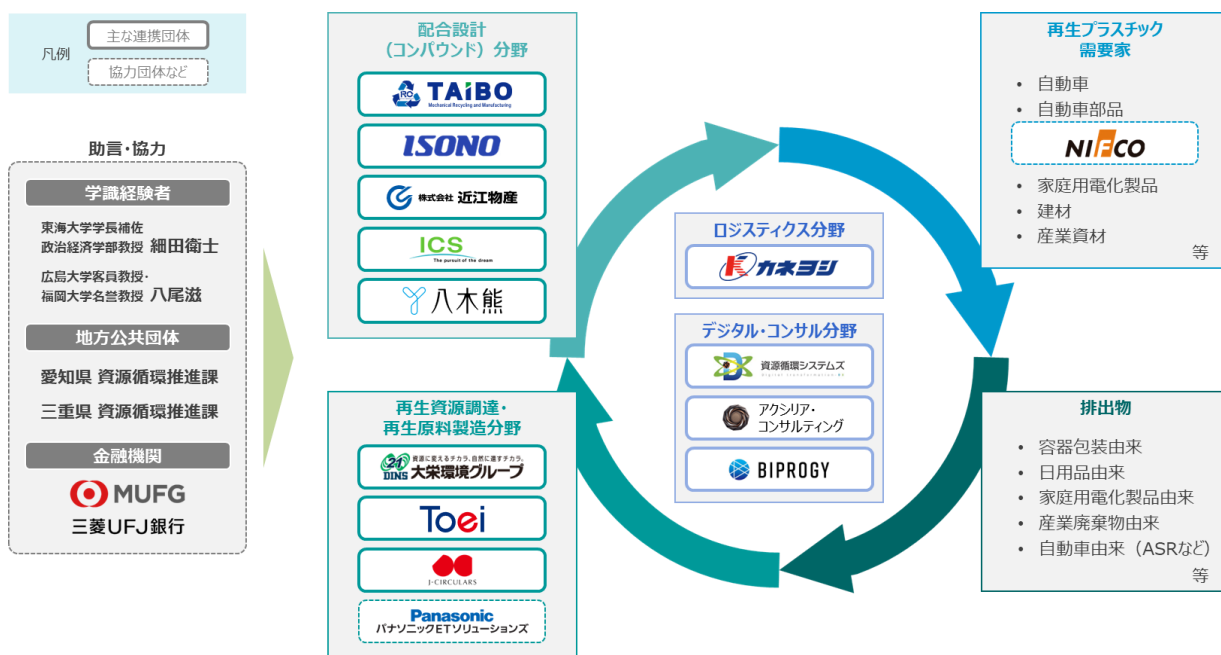 凡例
主な連携団体
協力団体など
助言・協力
学識経験者
東海大学学長補佐
政治経済学部教授 細田衛士
広島大学客員教授・
福岡大学名誉教授 八尾滋
地方公共団体
愛知県 資源循環推進課
三重県 資源循環推進課
金融機関
MUFG
三菱UFJ銀行
配合設計
（コンパウンド）分野
RO
TAiBO
Mechanical Recycling and Manufacturing
ISONO
株式会社 近江物産
ICS
The pursuit of the dream
八木熊
再生資源調達・
再生原料製造分野
資源に変えるチカラ、自然に還すチカラ。
21 DINS 大栄環境グループ
Toei
J-CIRCULARS
Panasonic
パナソニックETソリューションズ
ロジスティクス分野
カネヨシ
デジタル・コンサル分野
資源循環システムズ
アクシリア・
コンサルティング
BIPROGY
再生プラスチック
需要家
• 自動車
• 自動車部品
NIFCO
• 家庭用電化製品
• 建材
• 産業資材
等
排出物
• 容器包装由来
• 日用品由来
• 家庭用電化製品由来
• 産業廃棄物由来
• 自動車由来（ASRなど）
等